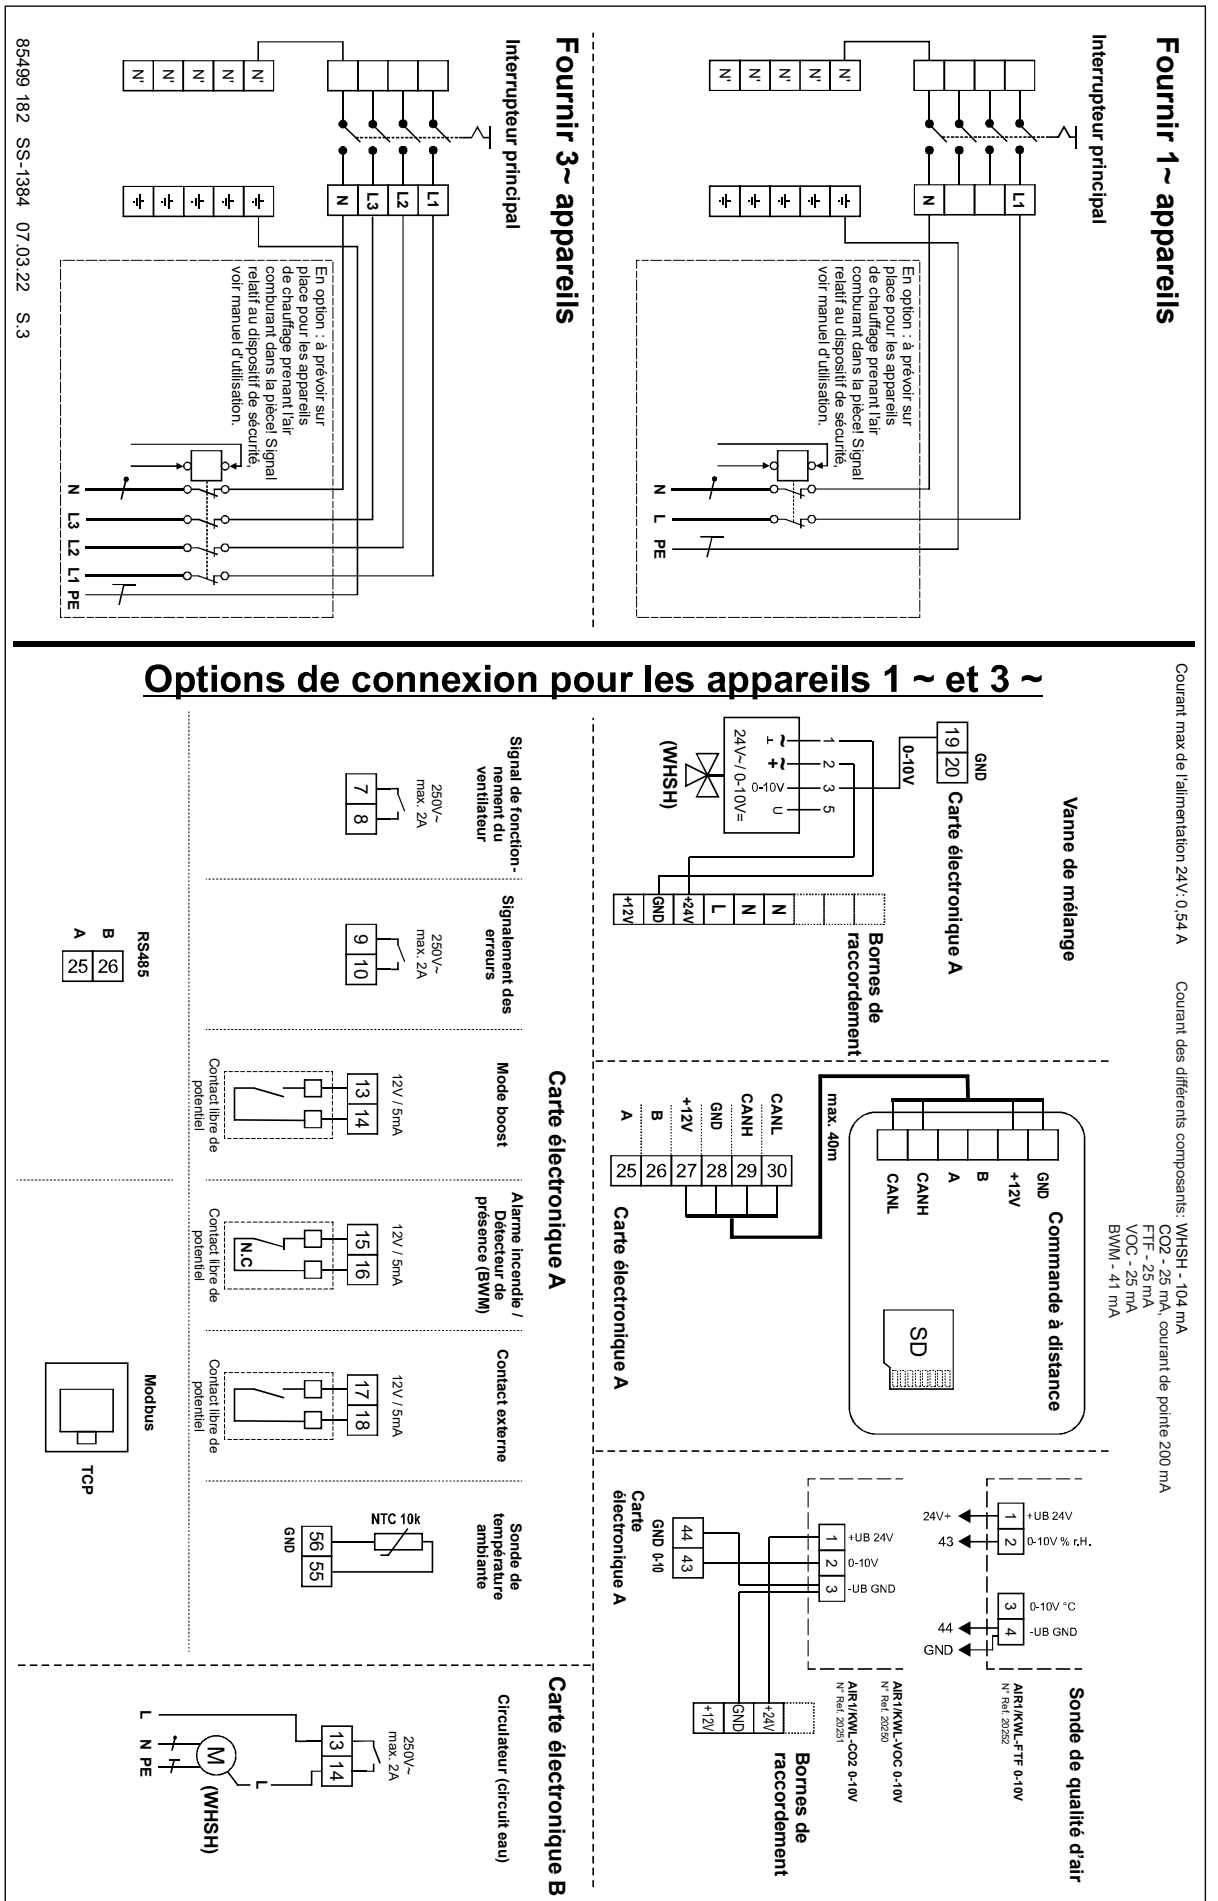 Fournir 1~ appareils
Interrupteur principal
N'
N'
N'
N'
N'
L1
N
En option : à prévoir sur
place pour les appareils
de chauffage prenant l'air
comburant dans la pièce! Signal
relatif au dispositif de sécurité,
voir manuel d'utilisation.
N
L
PE
Fournir 3~ appareils
Interrupteur principal
N'
N'
N'
N'
N'
L1
L2
L3
N
En option : à prévoir sur
place pour les appareils
de chauffage prenant l'air
comburant dans la pièce! Signal
relatif au dispositif de sécurité,
voir manuel d'utilisation.
N
L3
L2
L1
PE
85499 182 SS-1384 07.03.22 S.3
Options de connexion pour les appareils 1 ~ et 3 ~
Courant max de l'alimentation 24V: 0,54 A
Courant des différents composants: WHSH - 104 mA
CO2 - 25 mA, courant de pointe 200 mA
FTF - 25 mA
VOC - 25 mA
BWM - 41 mA
Vanne de mélange
GND
19 20
0-10V
Carte électronique A
1 2 3 5
⊥ ~
+~
0-10V
U
24V~/ 0-10V=
(WHSH)
+12V
GND
+24V
L
N
N
Bornes de
raccordement
Commande à distance
GND
+12V
B
A
CANH
CANL
SD
max. 40m
CANL
CANH
GND
+12V
B
A
25 26 27 28 29 30
Carte électronique A
Sonde de qualité d'air
AIR1/KWL-FTF 0-10V
N° Ref. 20252
24V+
1
+UB 24V
43
2
0-10V % r.H.
3
0-10V °C
44
4
-UB GND
GND
AIR1/KWL-VOC 0-10V
N° Ref. 20250
AIR1/KWL-CO2 0-10V
N° Ref. 20251
1
+UB 24V
2
0-10V
3
-UB GND
44 43
GND 0-10
Carte
électronique A
+12V
GND
+24V
Bornes de
raccordement
Carte électronique A
Signal de fonction-
nement du
ventilateur
250V~
max. 2A
7 8
Signalement des
erreurs
250V~
max. 2A
9 10
Mode boost
12V / 5mA
13 14
Contact libre de
potentiel
Alarme incendie /
Détecteur de
présence (BWM)
12V / 5mA
15 16
N.C
Contact libre de
potentiel
Contact externe
12V / 5mA
17 18
Contact libre de
potentiel
Sonde de
température
ambiante
NTC 10k
56 55
GND
RS485
B
A
25 26
Modbus
TCP
Carte électronique B
Circulateur (circuit eau)
250V~
max. 2A
13 14
L
L
N
PE
M
(WHSH)